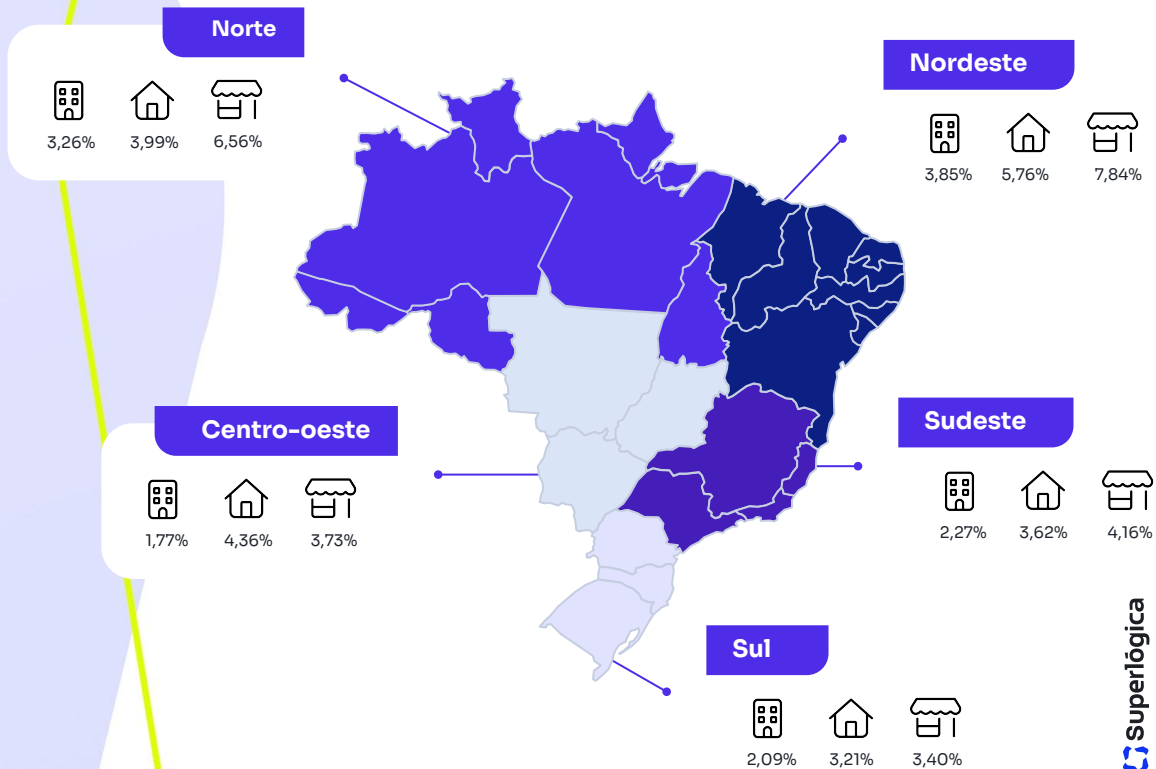 Norte
3,26%
3,99%
6,56%
Nordeste
3,85%
5,76%
7,84%
Centro-oeste
1,77%
4,36%
3,73%
Sudeste
2,27%
3,62%
4,16%
Sul
2,09%
3,21%
3,40%
Superlógica